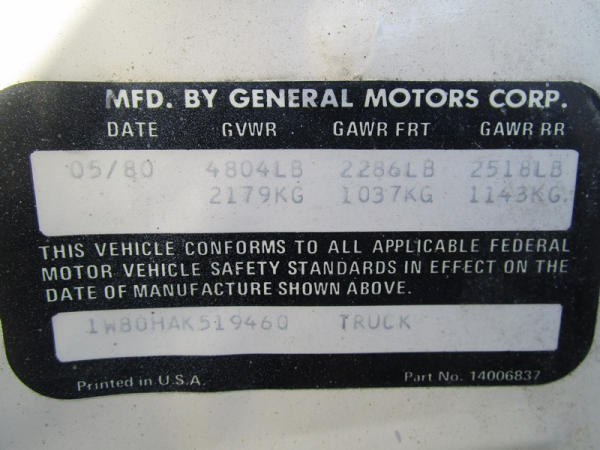 MFD. BY GENERAL MOTORS CORP.
DATE GVWR GAWR FRT GAWR RR
05/80 4804LB 2286LB 2518LB
2179KG 1037KG 1143KG
THIS VEHICLE CONFORMS TO ALL APPLICABLE FEDERAL
MOTOR VEHICLE SAFETY STANDARDS IN EFFECT ON THE
DATE OF MANUFACTURE SHOWN ABOVE.
1W80HAK519460 TRUCK
Printed in U.S.A. Part No. 14006837